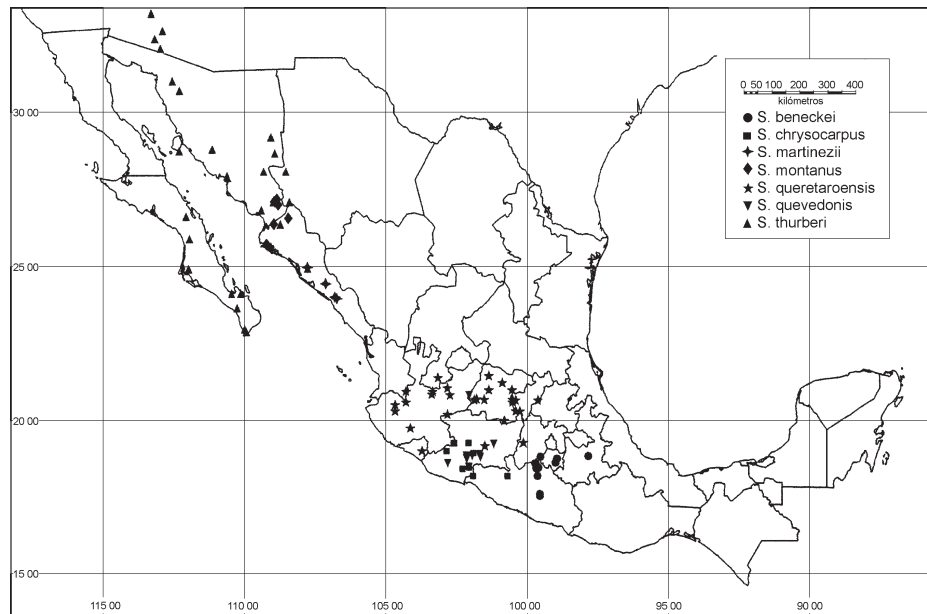 0 50 100 200 300 400
kilómetros
S. beneckei
S. chrysocarpus
S. martinezii
S. montanus
S. queretaroensis
S. quevedonis
S. thurberi
30 00
25 00
20 00
15 00
115 00 110 00 105 00 100 00 95 00 90 00